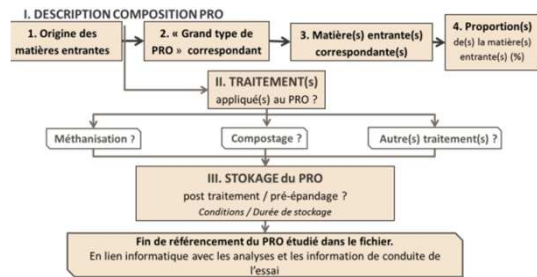 I. DESCRIPTION COMPOSITION PRO
1. Origine des
matières entrantes
2. « Grand type de
PRO » correspondant
3. Matière(s) entrante(s)
correspondante(s)
4. Proportion(s)
de(s) la matière(s)
entrante(s) (%)
II. TRAITEMENT(s)
appliqué(s) au PRO ?
Méthanisation ?
Compostage ?
Autre(s) traitement(s) ?
III. STOKAGE du PRO
post traitement / pré-épandage ?
Conditions / Durée de stockage
Fin de référencement du PRO étudié dans le fichier.
En lien informatique avec les analyses et les information de conduite de
l'essai